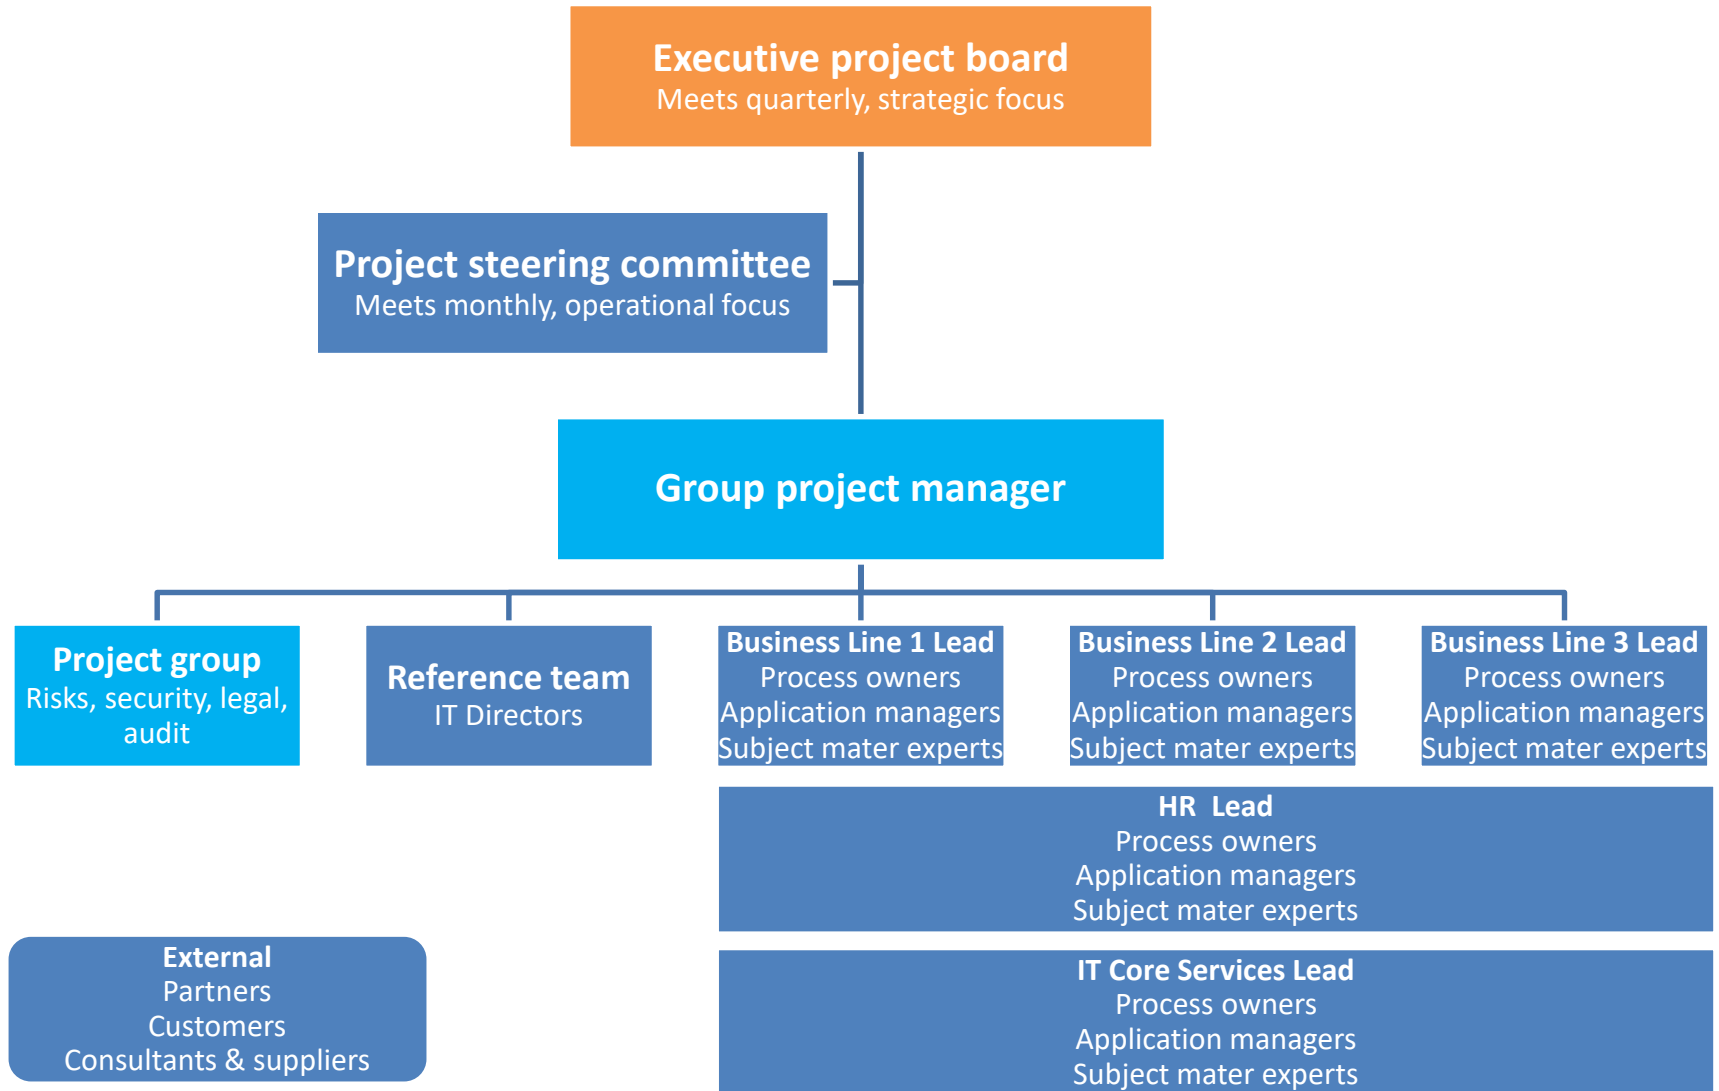 Executive project board
Meets quarterly, strategic focus
Project steering committee
Meets monthly, operational focus
Group project manager
Project group
Risks, security, legal,
audit
Reference team
IT Directors
Business Line 1 Lead
Process owners
Application managers
Subject mater experts
Business Line 2 Lead
Process owners
Application managers
Subject mater experts
Business Line 3 Lead
Process owners
Application managers
Subject mater experts
HR  Lead
Process owners
Application managers
Subject mater experts
External
Partners
Customers
Consultants & suppliers
IT Core Services Lead
Process owners
Application managers
Subject mater experts